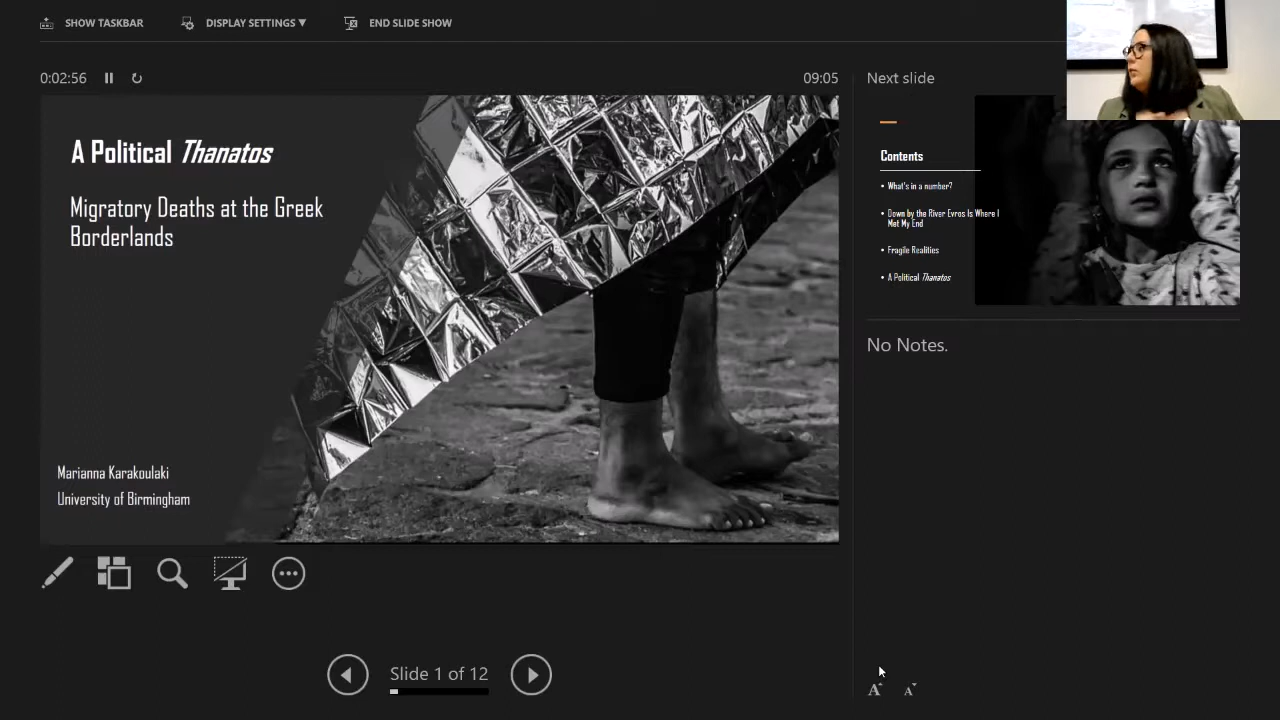 SHOW TASKBAR
DISPLAY SETTINGS ▼
END SLIDE SHOW
0:02:56
09:05
Next slide
A Political Thanatos
Migratory Deaths at the Greek
Borderlands
Marianna Karakoulaki
University of Birmingham
Contents
• What's in a number?
• Down by the River Evros Is Where I
Met My End
• Fragile Realities
• A Political Thanatos
No Notes.
Slide 1 of 12
A
A